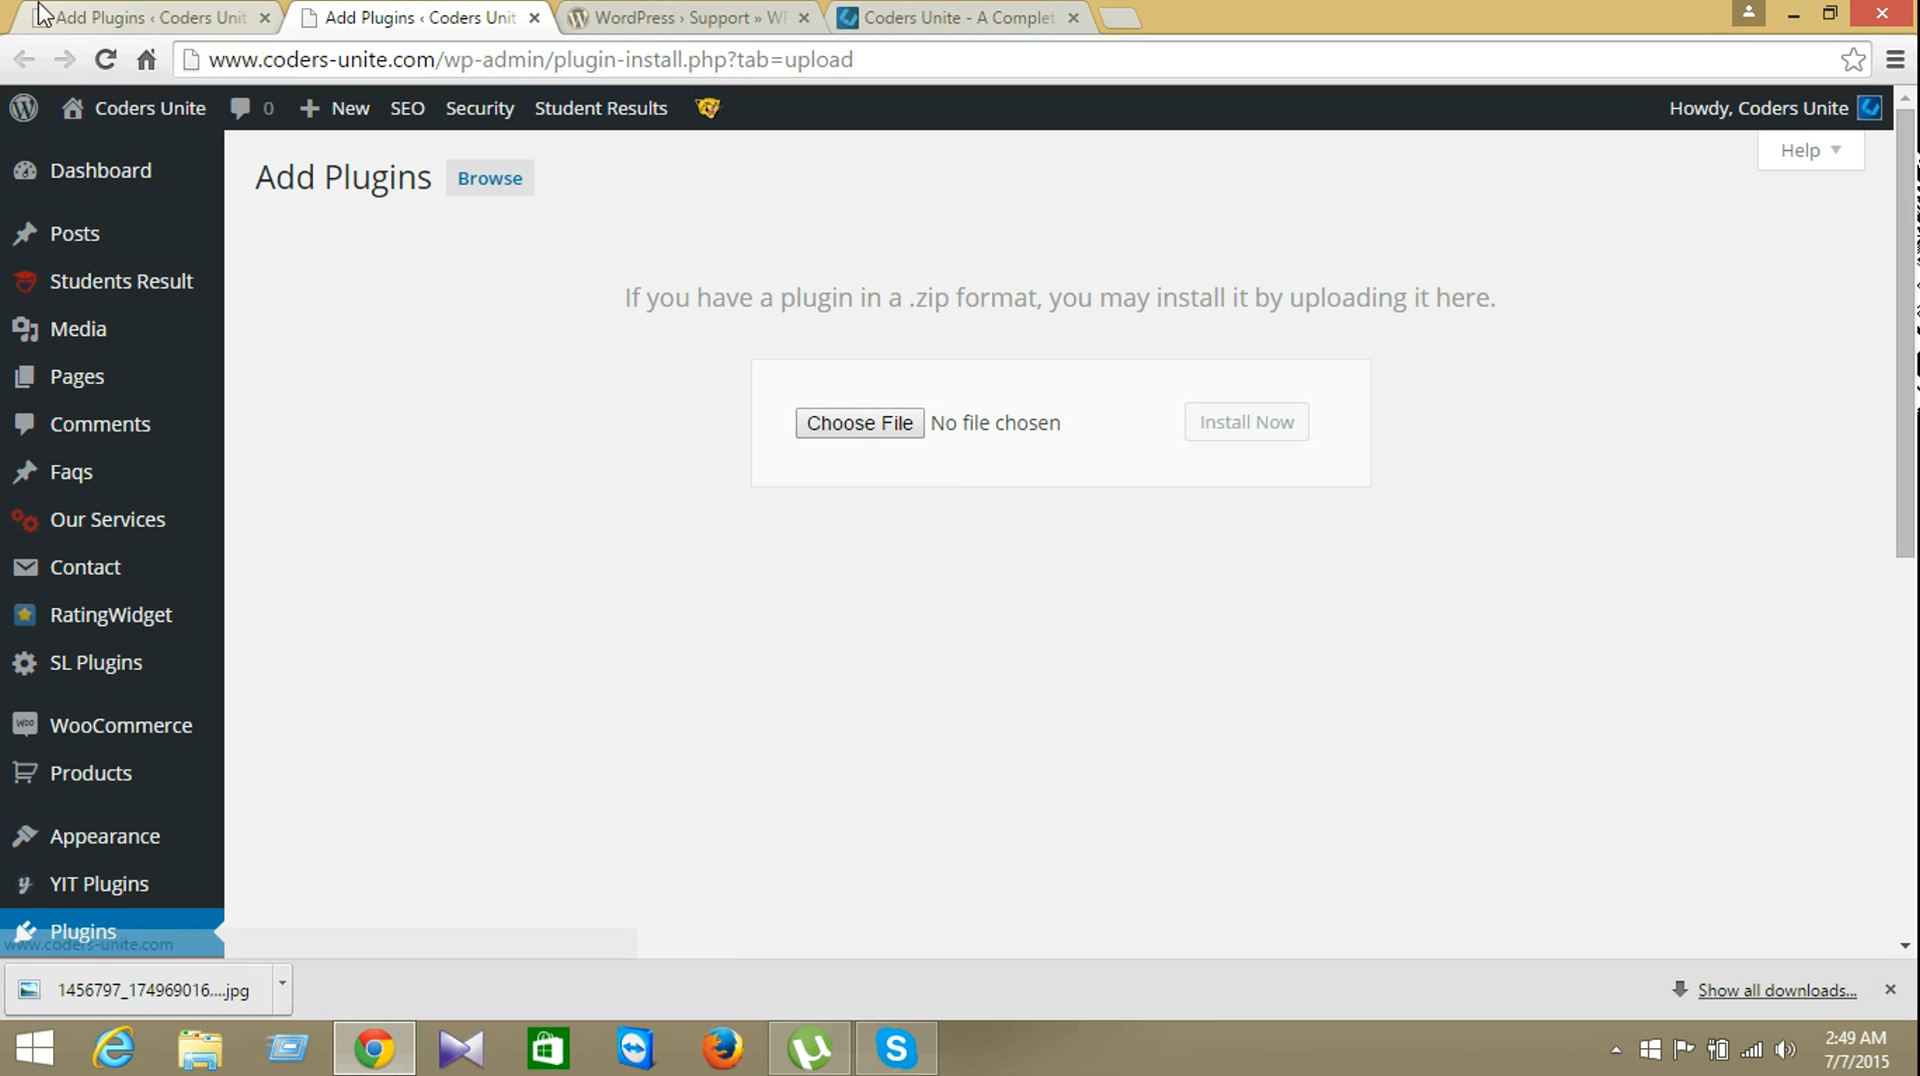 Add Plugins ‹ Coders Unit
Add Plugins ‹ Coders Unit
WordPress › Support » WP
Coders Unite - A Complet
www.coders-unite.com/wp-admin/plugin-install.php?tab=upload
Coders Unite
0
New
SEO
Security
Student Results
Howdy, Coders Unite
Help
Dashboard
Posts
Students Result
Media
Pages
Comments
Faqs
Our Services
Contact
RatingWidget
SL Plugins
WooCommerce
Products
Appearance
YIT Plugins
Plugins
www.coders-unite.com
Add Plugins
Browse
If you have a plugin in a .zip format, you may install it by uploading it here.
Choose File No file chosen
Install Now
1456797_174969016....jpg
Show all downloads...
2:49 AM
7/7/2015